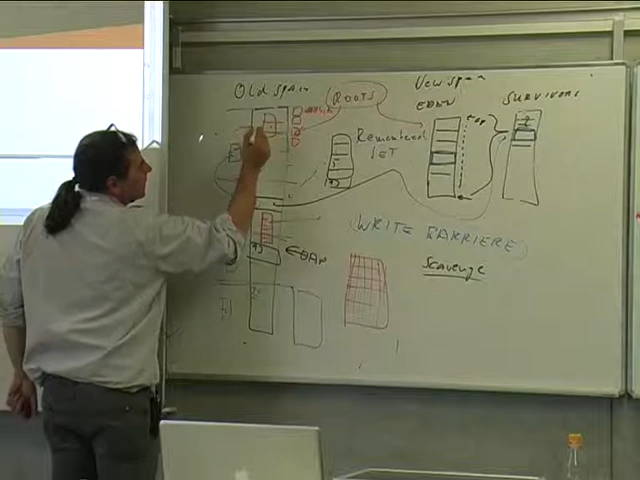 Old Space
ROOTS
New Space
EDEN
SURVIVORS
Remembered
SET
WRITE BARRIERE
EDEN
Scavenge